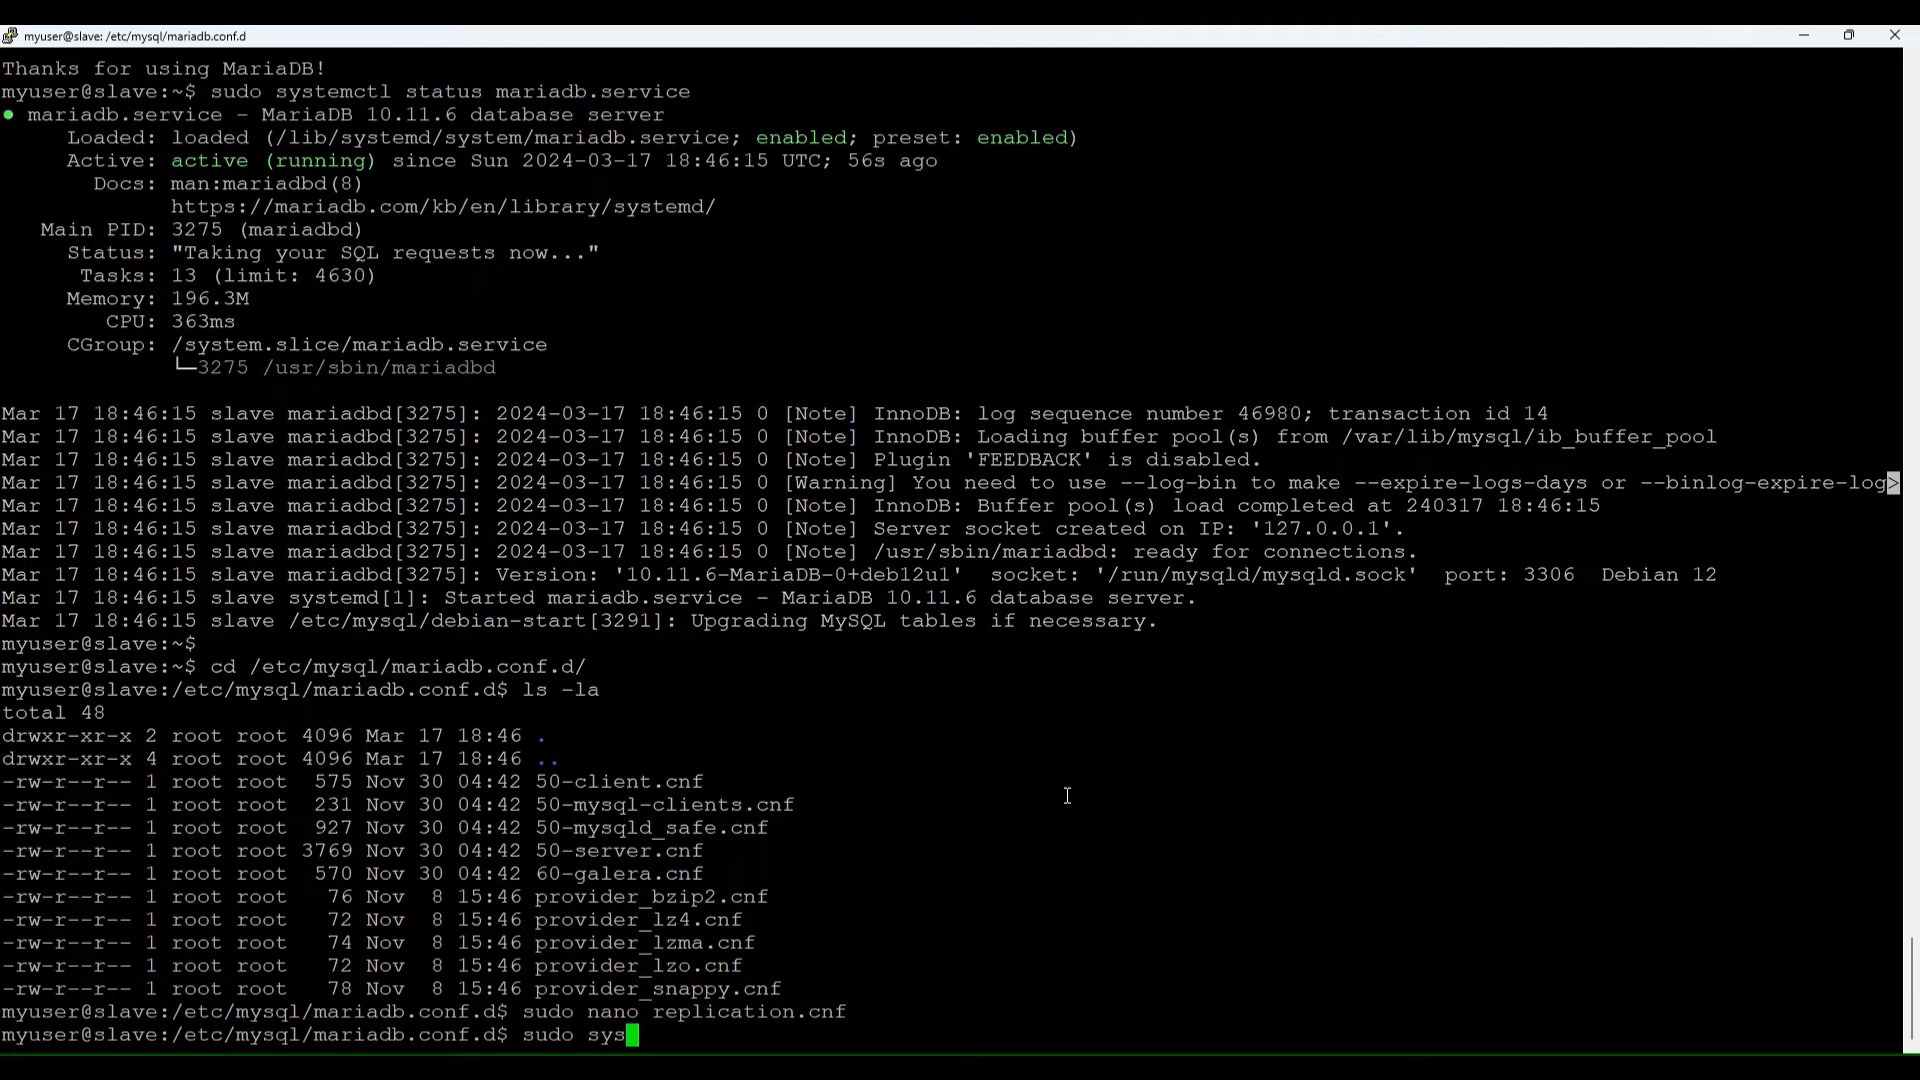 myuser@slave: /etc/mysql/mariadb.conf.d
Thanks for using MariaDB!
myuser@slave:~$ sudo systemctl status mariadb.service
● mariadb.service - MariaDB 10.11.6 database server
     Loaded: loaded (/lib/systemd/system/mariadb.service; enabled; preset: enabled)
     Active: active (running) since Sun 2024-03-17 18:46:15 UTC; 56s ago
       Docs: man:mariadbd(8)
             https://mariadb.com/kb/en/library/systemd/
   Main PID: 3275 (mariadbd)
     Status: "Taking your SQL requests now..."
      Tasks: 13 (limit: 4630)
     Memory: 196.3M
        CPU: 363ms
     CGroup: /system.slice/mariadb.service
             └─3275 /usr/sbin/mariadbd
Mar 17 18:46:15 slave mariadbd[3275]: 2024-03-17 18:46:15 0 [Note] InnoDB: log sequence number 46980; transaction id 14
Mar 17 18:46:15 slave mariadbd[3275]: 2024-03-17 18:46:15 0 [Note] InnoDB: Loading buffer pool(s) from /var/lib/mysql/ib_buffer_pool
Mar 17 18:46:15 slave mariadbd[3275]: 2024-03-17 18:46:15 0 [Note] Plugin 'FEEDBACK' is disabled.
Mar 17 18:46:15 slave mariadbd[3275]: 2024-03-17 18:46:15 0 [Warning] You need to use --log-bin to make --expire-logs-days or --binlog-expire-log>
Mar 17 18:46:15 slave mariadbd[3275]: 2024-03-17 18:46:15 0 [Note] InnoDB: Buffer pool(s) load completed at 240317 18:46:15
Mar 17 18:46:15 slave mariadbd[3275]: 2024-03-17 18:46:15 0 [Note] Server socket created on IP: '127.0.0.1'.
Mar 17 18:46:15 slave mariadbd[3275]: 2024-03-17 18:46:15 0 [Note] /usr/sbin/mariadbd: ready for connections.
Mar 17 18:46:15 slave mariadbd[3275]: Version: '10.11.6-MariaDB-0+deb12u1'  socket: '/run/mysqld/mysqld.sock'  port: 3306  Debian 12
Mar 17 18:46:15 slave systemd[1]: Started mariadb.service - MariaDB 10.11.6 database server.
Mar 17 18:46:15 slave /etc/mysql/debian-start[3291]: Upgrading MySQL tables if necessary.
myuser@slave:~$
myuser@slave:~$ cd /etc/mysql/mariadb.conf.d/
myuser@slave:/etc/mysql/mariadb.conf.d$ ls -la
total 48
drwxr-xr-x 2 root root 4096 Mar 17 18:46 .
drwxr-xr-x 4 root root 4096 Mar 17 18:46 ..
-rw-r--r-- 1 root root  575 Nov 30 04:42 50-client.cnf
-rw-r--r-- 1 root root  231 Nov 30 04:42 50-mysql-clients.cnf
-rw-r--r-- 1 root root  927 Nov 30 04:42 50-mysqld_safe.cnf
-rw-r--r-- 1 root root 3769 Nov 30 04:42 50-server.cnf
-rw-r--r-- 1 root root  570 Nov 30 04:42 60-galera.cnf
-rw-r--r-- 1 root root   76 Nov  8 15:46 provider_bzip2.cnf
-rw-r--r-- 1 root root   72 Nov  8 15:46 provider_lz4.cnf
-rw-r--r-- 1 root root   74 Nov  8 15:46 provider_lzma.cnf
-rw-r--r-- 1 root root   72 Nov  8 15:46 provider_lzo.cnf
-rw-r--r-- 1 root root   78 Nov  8 15:46 provider_snappy.cnf
myuser@slave:/etc/mysql/mariadb.conf.d$ sudo nano replication.cnf
myuser@slave:/etc/mysql/mariadb.conf.d$ sudo sys